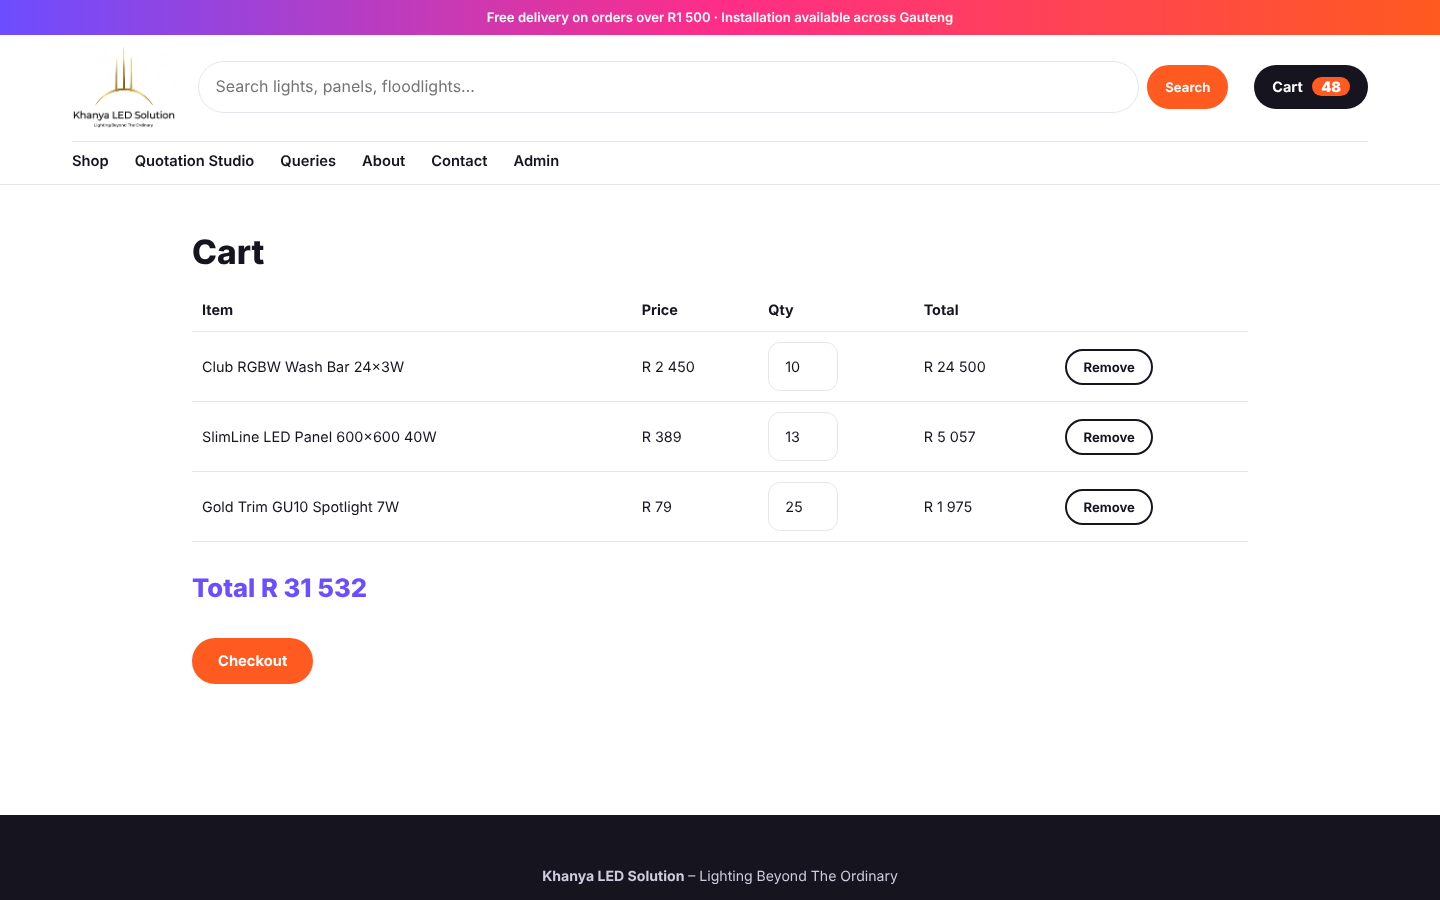 Free delivery on orders over R1 500 · Installation available across Gauteng
Khanya LED Solution
Lighting Beyond The Ordinary
Search lights, panels, floodlights...
Search
Cart 48
Shop Quotation Studio Queries About Contact Admin
Cart
Item Price Qty Total
Club RGBW Wash Bar 24×3W R 2 450 10 R 24 500 Remove
SlimLine LED Panel 600×600 40W R 389 13 R 5 057 Remove
Gold Trim GU10 Spotlight 7W R 79 25 R 1 975 Remove
Total R 31 532
Checkout
Khanya LED Solution – Lighting Beyond The Ordinary